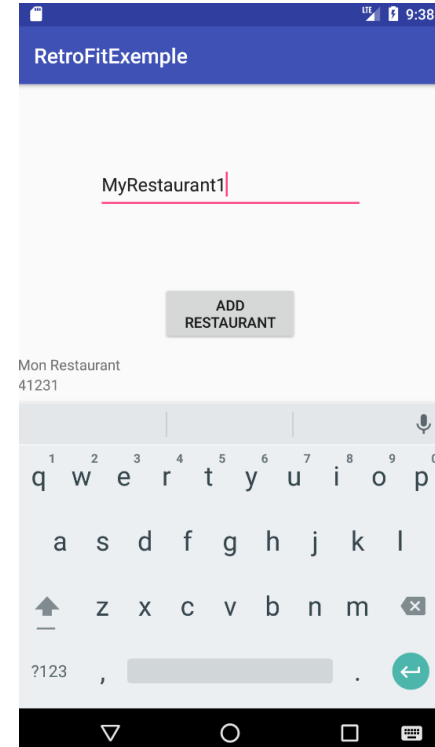 LTE 9:38
RetroFitExemple
MyRestaurant1
ADD
RESTAURANT
Mon Restaurant
41231
1 2 3 4 5 6 7 8 9 0
q w e r t y u i o p
a s d f g h j k l
z x c v b n m
?123 , .